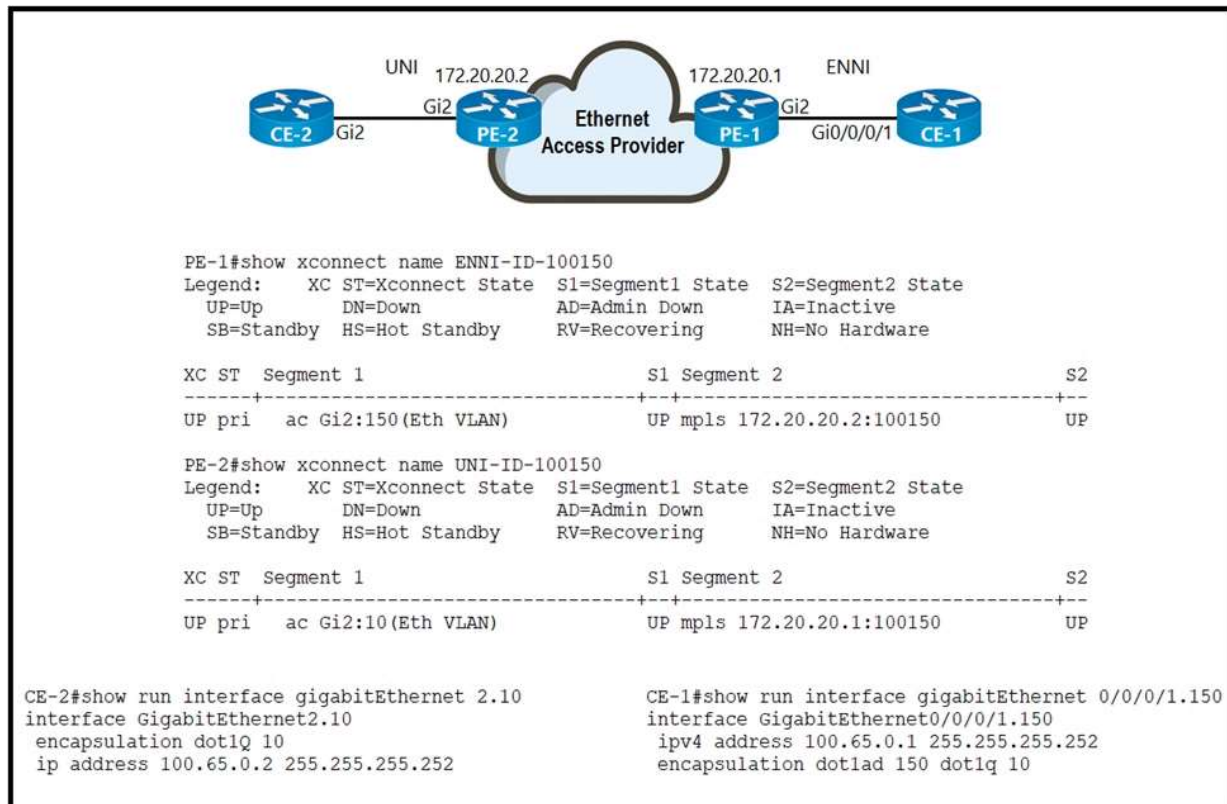 UNI 172.20.20.2 172.20.20.1 ENNI
Gi2 Ethernet Gi2
CE-2 Gi2 PE-2 Access Provider PE-1 Gi0/0/0/1 CE-1
PE-1#show xconnect name ENNI-ID-100150
Legend: XC ST=Xconnect State S1=Segment1 State S2=Segment2 State
UP=Up DN=Down AD=Admin Down IA=Inactive
SB=Standby HS=Hot Standby RV=Recovering NH=No Hardware
XC ST Segment 1 S1 Segment 2 S2
------+---------------------------------+--+---------------------------------+--
UP pri ac Gi2:150(Eth VLAN) UP mpls 172.20.20.2:100150 UP
PE-2#show xconnect name UNI-ID-100150
Legend: XC ST=Xconnect State S1=Segment1 State S2=Segment2 State
UP=Up DN=Down AD=Admin Down IA=Inactive
SB=Standby HS=Hot Standby RV=Recovering NH=No Hardware
XC ST Segment 1 S1 Segment 2 S2
------+---------------------------------+--+---------------------------------+--
UP pri ac Gi2:10(Eth VLAN) UP mpls 172.20.20.1:100150 UP
CE-2#show run interface gigabitEthernet 2.10
interface GigabitEthernet2.10
encapsulation dot1Q 10
ip address 100.65.0.2 255.255.255.252
CE-1#show run interface gigabitEthernet 0/0/0/1.150
interface GigabitEthernet0/0/0/1.150
ipv4 address 100.65.0.1 255.255.255.252
encapsulation dot1ad 150 dot1q 10